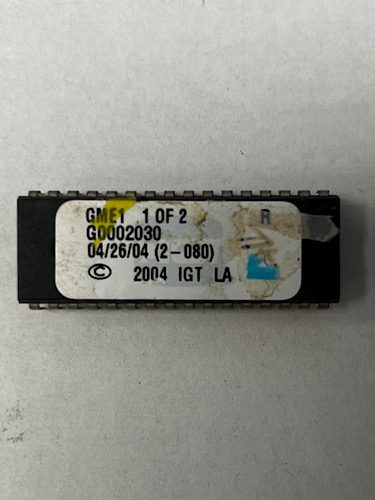 GME1 1 OF 2 R
G0002030
04/26/04 (2-080)
© 2004 IGT LA